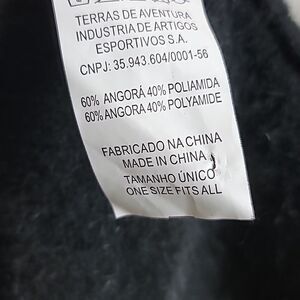 TERRAS DE AVENTURA
INDUSTRIA DE ARTIGOS
ESPORTIVOS S.A.
CNPJ: 35.943.604/0001-56
60% ANGORÁ 40% POLIAMIDA
60% ANGORA 40% POLYAMIDE
FABRICADO NA CHINA
MADE IN CHINA
TAMANHO ÚNICO
ONE SIZE FITS ALL